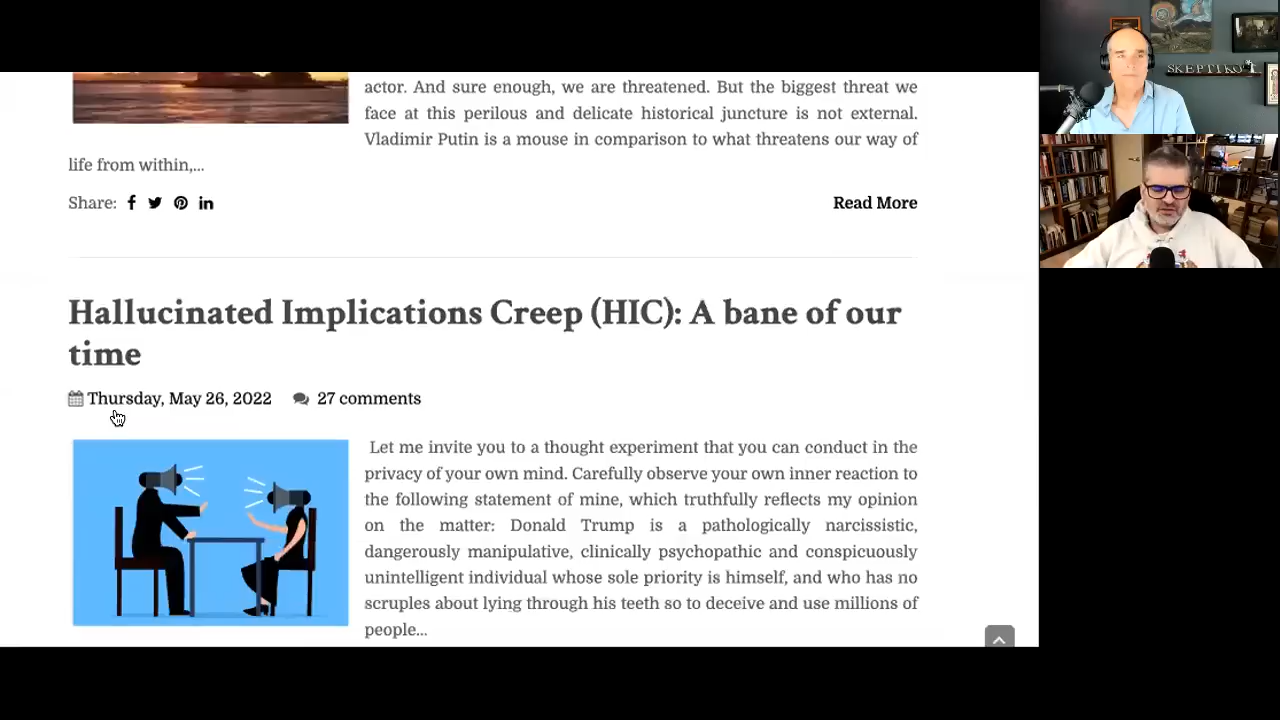 actor. And sure enough, we are threatened. But the biggest threat we
face at this perilous and delicate historical juncture is not external.
Vladimir Putin is a mouse in comparison to what threatens our way of
life from within,...
Share:
Read More
Hallucinated Implications Creep (HIC): A bane of our
time
Thursday, May 26, 2022 27 comments
Let me invite you to a thought experiment that you can conduct in the
privacy of your own mind. Carefully observe your own inner reaction to
the following statement of mine, which truthfully reflects my opinion
on the matter: Donald Trump is a pathologically narcissistic,
dangerously manipulative, clinically psychopathic and conspicuously
unintelligent individual whose sole priority is himself, and who has no
scruples about lying through his teeth so to deceive and use millions of
people...
SKEPTIKO